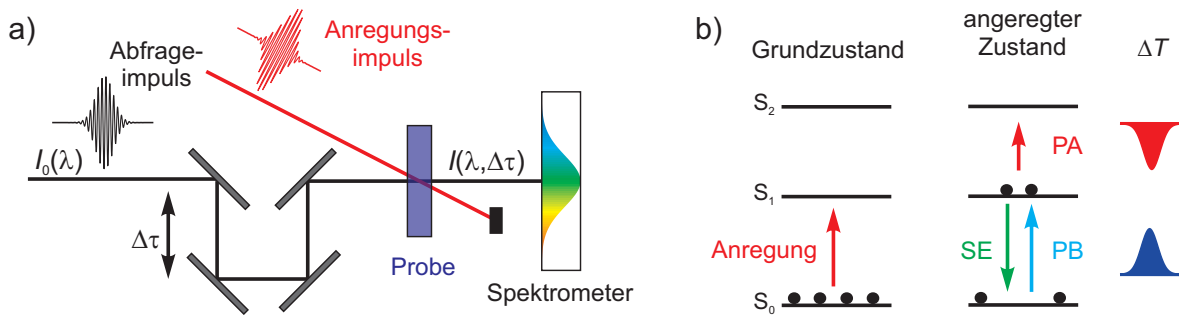 a)
Abfrage-
impuls
Anregungs-
impuls
I₀(λ)
Δτ
I(λ,Δτ)
Probe
Spektrometer
b)
Grundzustand
angeregter
Zustand
ΔT
S₂
S₁
S₀
Anregung
PA
SE
PB